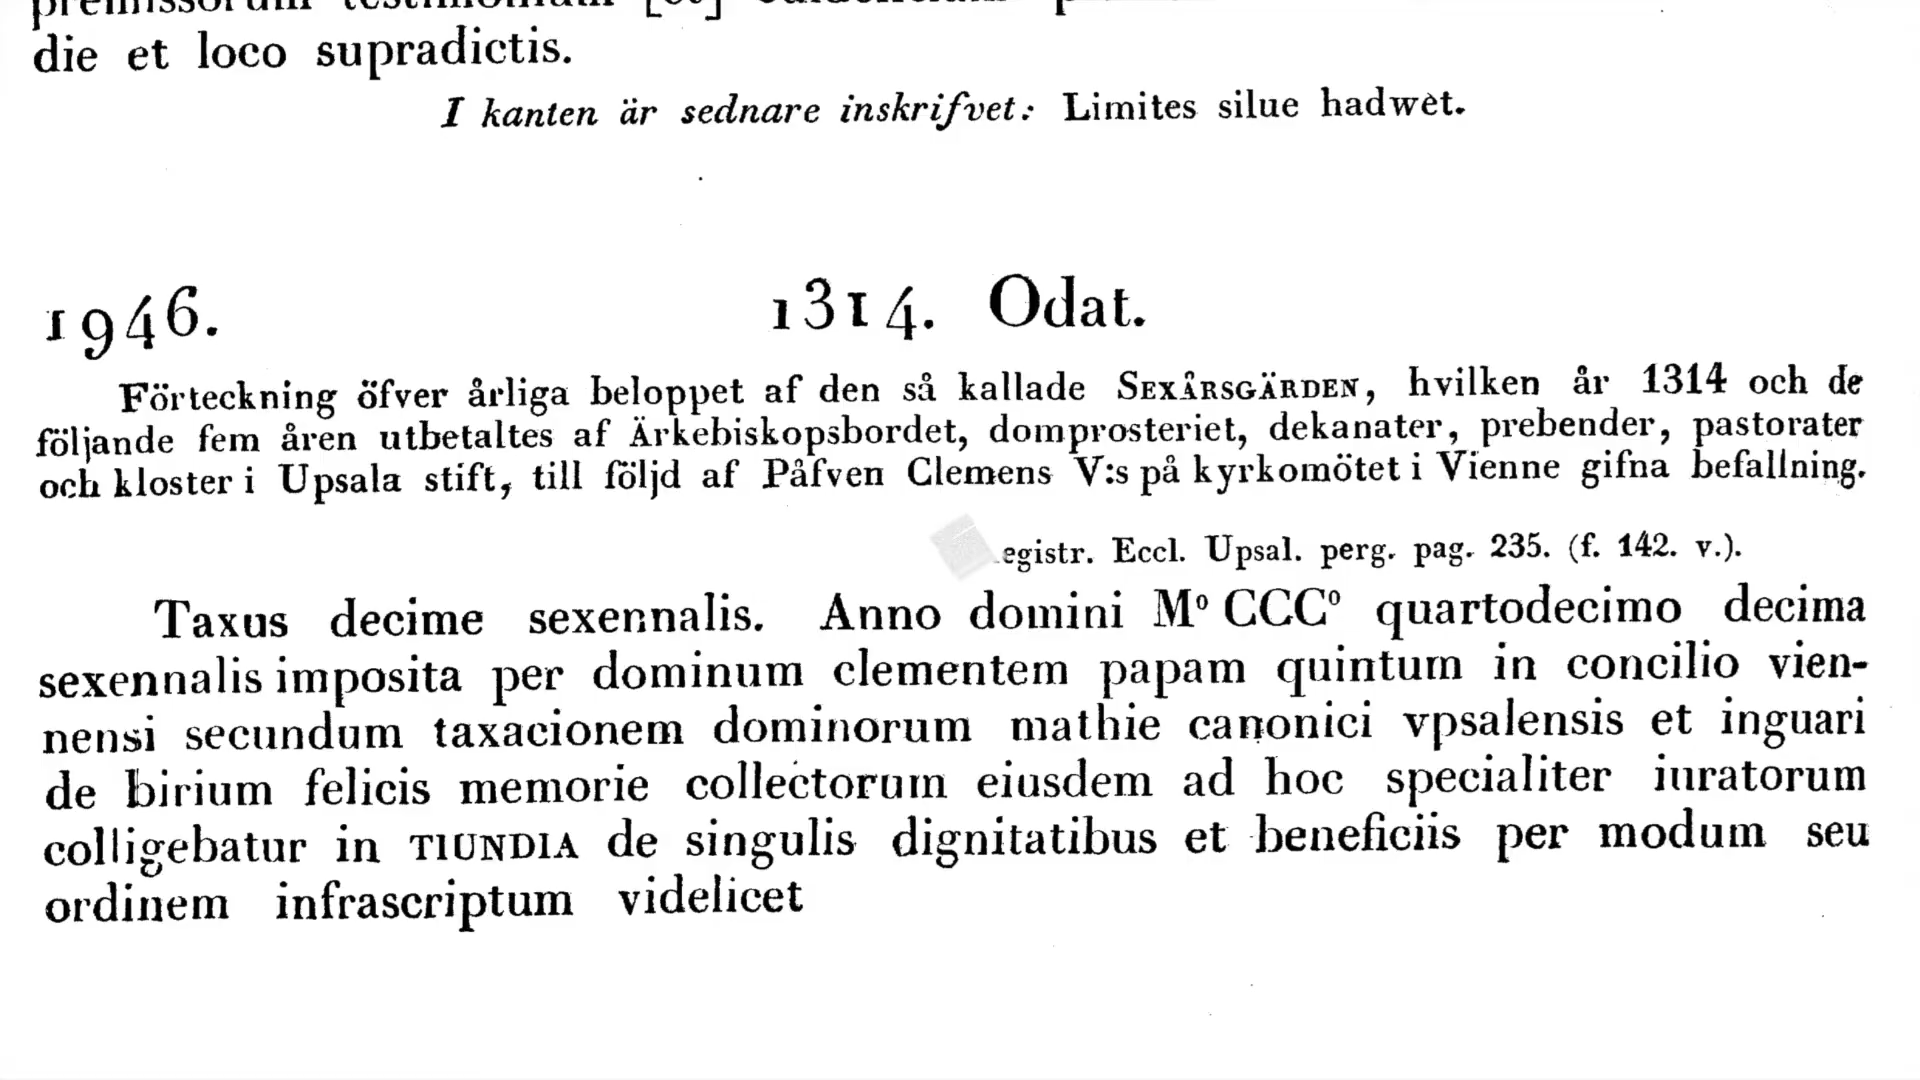 die et loco supradictis.
I kanten är sednare inskrifvet: Limites silue hadwèt.
1946. 1314. Odat.
Förteckning öfver årliga beloppet af den så kallade SEXÅRSGÄRDEN, hvilken år 1314 och de
följande fem åren utbetaltes af Ärkebiskopsbordet, domprosteriet, dekanater, prebender, pastorater
och kloster i Upsala stift, till följd af Påfven Clemens V:s på kyrkomötet i Vienne gifna befallning.
egistr. Eccl. Upsal. perg. pag. 235. (f. 142. v.).
Taxus decime sexennalis. Anno domini Mº CCCº quartodecimo decima
sexennalis imposita per dominum clementem papam quintum in concilio vien-
nensi secundum taxacionem dominorum mathie canonici vpsalensis et inguari
de birium felicis memorie collectorum eiusdem ad hoc specialiter iuratorum
colligebatur in TIUNDIA de singulis dignitatibus et beneficiis per modum seu
ordinem infrascriptum videlicet